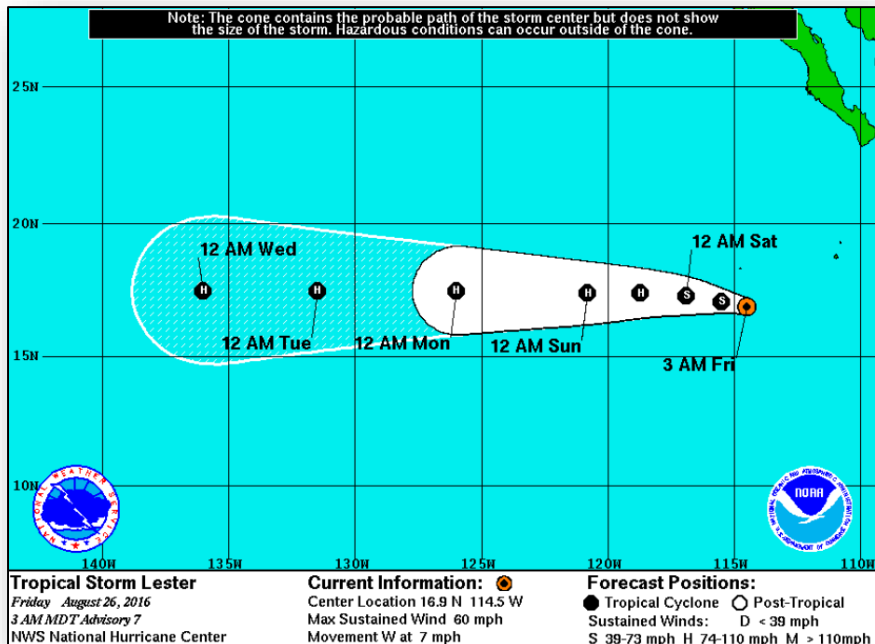 Note: The cone contains the probable path of the storm center but does not show
the size of the storm. Hazardous conditions can occur outside of the cone.
25N
20N
12 AM Wed
12 AM Sat
H
H
H
H
H
S
S
12 AM Tue
12 AM Mon
12 AM Sun
3 AM Fri
15N
10N
NATIONAL WEATHER SERVICE
NOAA
140W
135W
130W
125W
120W
115W
110W
Tropical Storm Lester
Friday August 26, 2016
3 AM MDT Advisory 7
NWS National Hurricane Center
Current Information:
Center Location 16.9 N 114.5 W
Max Sustained Wind 60 mph
Movement W at 7 mph
Forecast Positions:
Tropical Cyclone Post-Tropical
Sustained Winds: D < 39 mph
S 39-73 mph H 74-110 mph M > 110mph